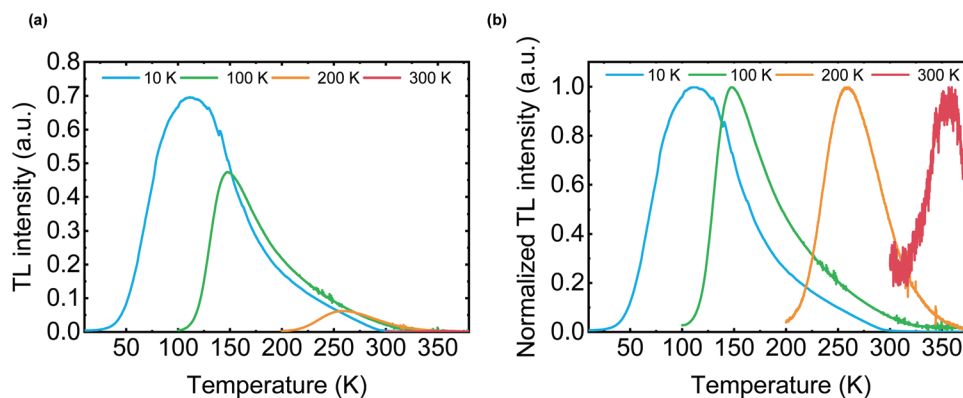 (a)
(b)
10 K 100 K 200 K 300 K
0.8
0.7
0.6
0.5
0.4
0.3
0.2
0.1
0.0
TL intensity (a.u.)
50 100 150 200 250 300 350
Temperature (K)
10 K 100 K 200 K 300 K
1.0
0.8
0.6
0.4
0.2
0.0
Normalized TL intensity (a.u.)
50 100 150 200 250 300 350
Temperature (K)